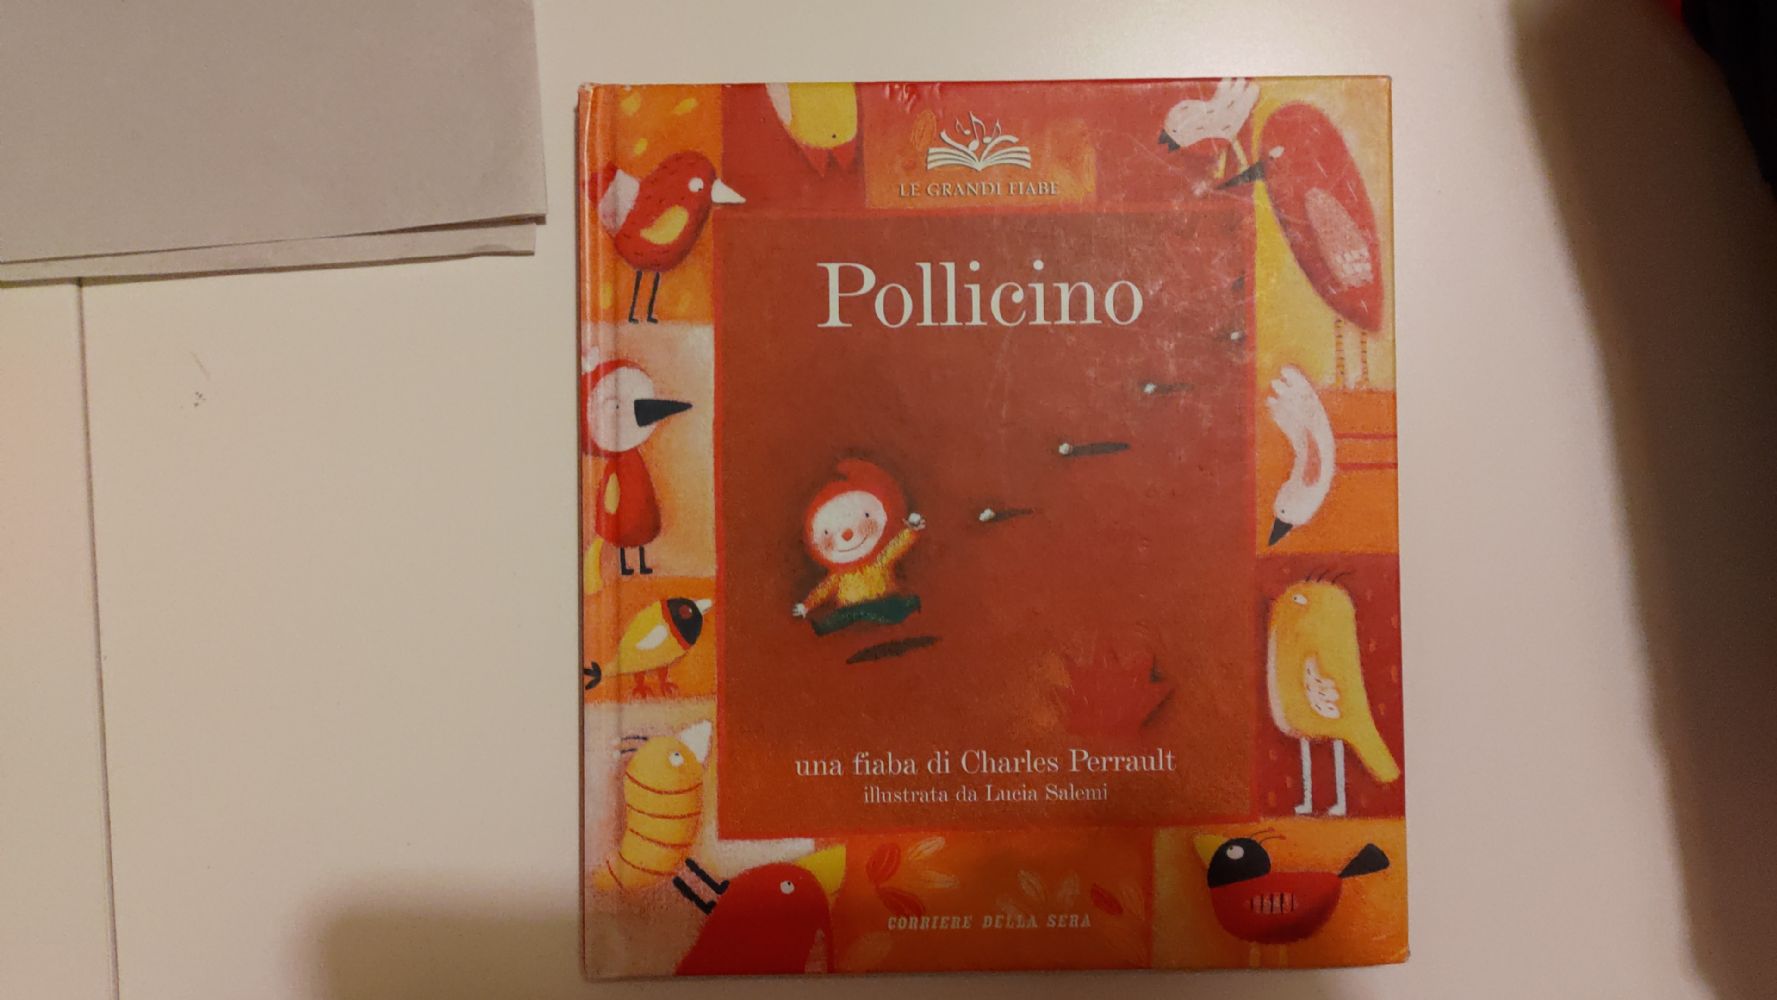 LE GRANDI FIABE
Pollicino
una fiaba di Charles Perrault
illustrata da Lucia Salemi
CORRIERE DELLA SERA